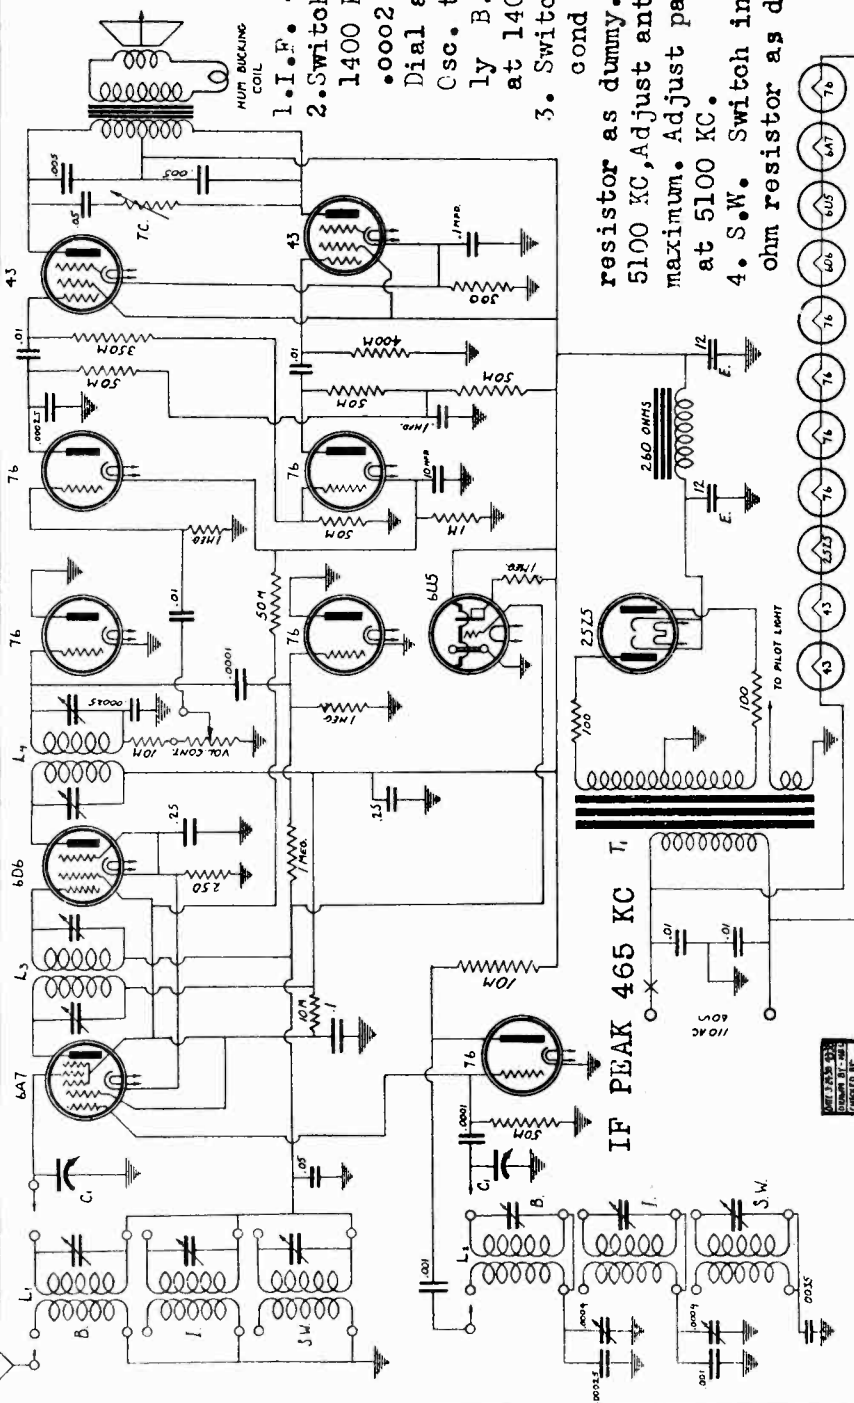 HUM BUCKING
COIL
1.I.F.
2.Switch
1400
.0002
Dial a
Osc. t
ly B.
at 140
3. Switc
cond
resistor as dummy.
5100 KC,Adjust ant
maximum. Adjust pa
at 5100 KC.
4. S.W. Switch in
ohm resistor as d
43
.005
.05
.005
T.C.
43
.1 MFD.
300
.01
350M
50M
.01
400M
50M
50M
.1 MFD.
.00025
76
76
10 MFD
50M
1M
1 MEG.
.01
50M
76
76
6U5
1 MEG.
.0001
1 MEG.
L4
.00025
10M
VOL. CONT.
.25
6D6
.25
250
1 MEG.
L3
6A7
10M
.1
C1
.05
L1
B.
I.
S.W.
10M
76
.0001
50M
C1
.001
L2
B.
I.
S.W.
.0004
.00025
.0004
.001
.0035
IF PEAK 465 KC
T1
.01
.01
110 AC
60~
25Z5
100
100
TO PILOT LIGHT
260 OHMS
12
E.
12
E.
43
43
25Z5
76
76
76
76
6D6
6U5
6A7
76
DRAWN BY
CHECKED BY